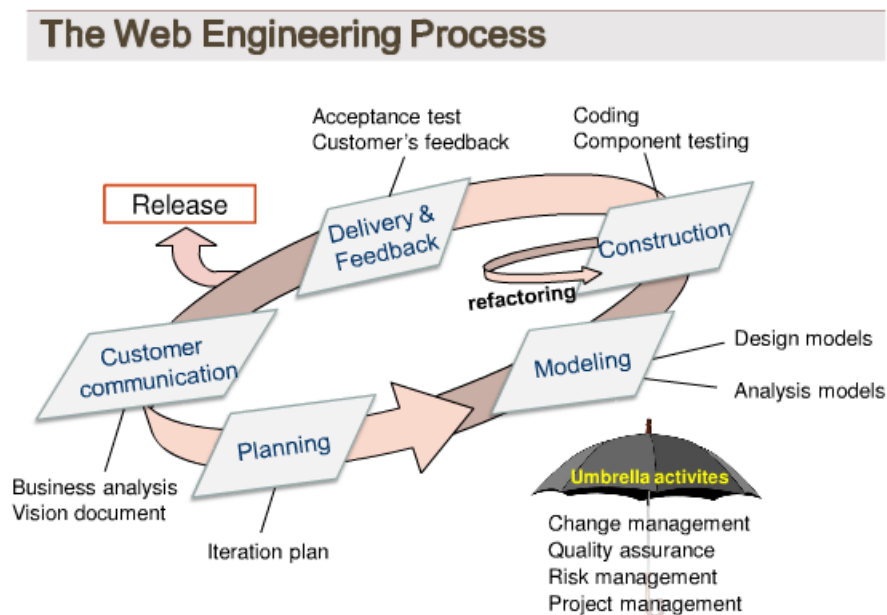 The Web Engineering Process
Acceptance test
Customer's feedback
Coding
Component testing
Release
Delivery &
Feedback
Construction
refactoring
Customer
communication
Modeling
Design models
Analysis models
Planning
Business analysis
Vision document
Iteration plan
Umbrella activites
Change management
Quality assurance
Risk management
Project management